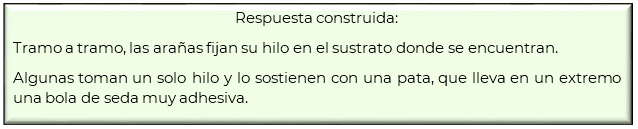 Respuesta construida:
Tramo a tramo, las arañas fijan su hilo en el sustrato donde se encuentran.
Algunas toman un solo hilo y lo sostienen con una pata, que lleva en un extremo
una bola de seda muy adhesiva.